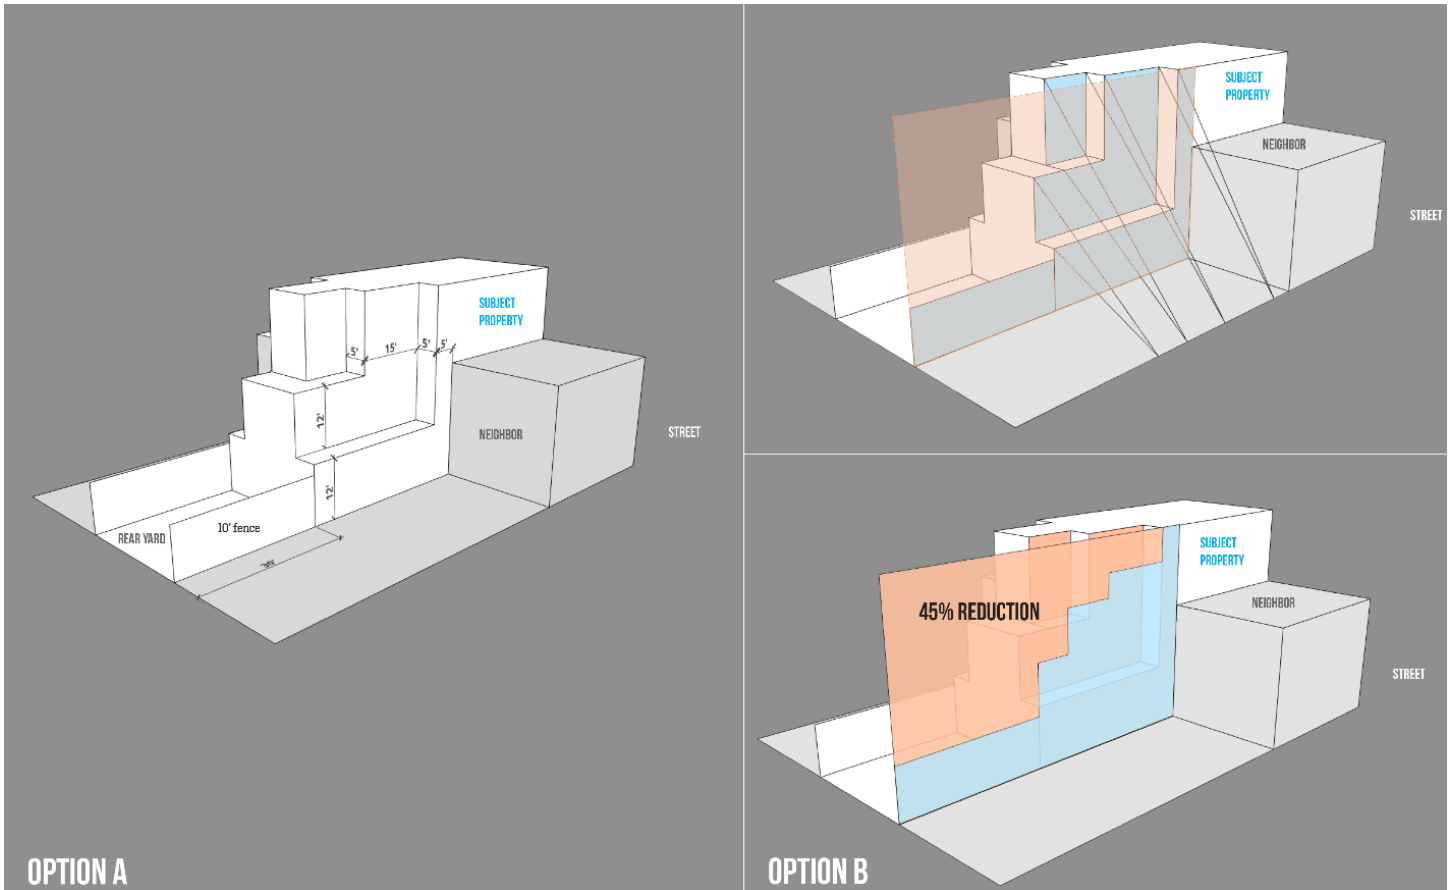 SUBJECT
PROPERTY
5'
15'
5'
5'
12'
NEIGHBOR
STREET
12'
10' fence
REAR YARD
OPTION A
SUBJECT
PROPERTY
NEIGHBOR
STREET
SUBJECT
PROPERTY
45% REDUCTION
NEIGHBOR
STREET
OPTION B